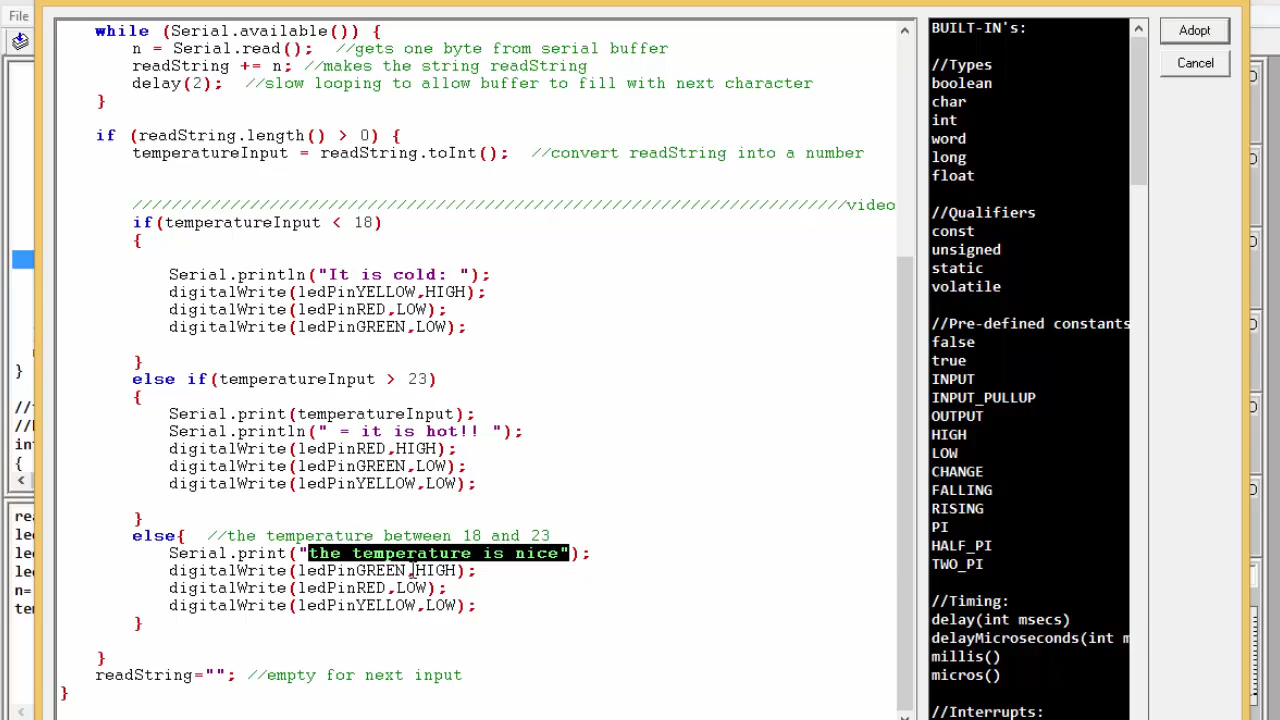 File
while (Serial.available()) {
n = Serial.read(); //gets one byte from serial buffer
readString += n; //makes the string readString
delay(2); //slow looping to allow buffer to fill with next character
}
if (readString.length() > 0) {
temperatureInput = readString.toInt(); //convert readString into a number
////////////////////////////////////////////////////////////////////////video
if(temperatureInput < 18)
{
Serial.println("It is cold: ");
digitalWrite(ledPinYELLOW,HIGH);
digitalWrite(ledPinRED,LOW);
digitalWrite(ledPinGREEN,LOW);
}
else if(temperatureInput > 23)
{
Serial.print(temperatureInput);
Serial.println(" = it is hot!! ");
digitalWrite(ledPinRED,HIGH);
digitalWrite(ledPinGREEN,LOW);
digitalWrite(ledPinYELLOW,LOW);
}
else{ //the temperature between 18 and 23
Serial.print("the temperature is nice");
digitalWrite(ledPinGREEN,HIGH);
digitalWrite(ledPinRED,LOW);
digitalWrite(ledPinYELLOW,LOW);
}
}
readString=""; //empty for next input
}
BUILT-IN's:
//Types
boolean
char
int
word
long
float
//Qualifiers
const
unsigned
static
volatile
//Pre-defined constants
false
true
INPUT
INPUT_PULLUP
OUTPUT
HIGH
LOW
CHANGE
FALLING
RISING
PI
HALF_PI
TWO_PI
//Timing:
delay(int msecs)
delayMicroseconds(int m
millis()
micros()
//Interrupts:
Adopt
Cancel
}
int
{
rea
led
led
led
n=